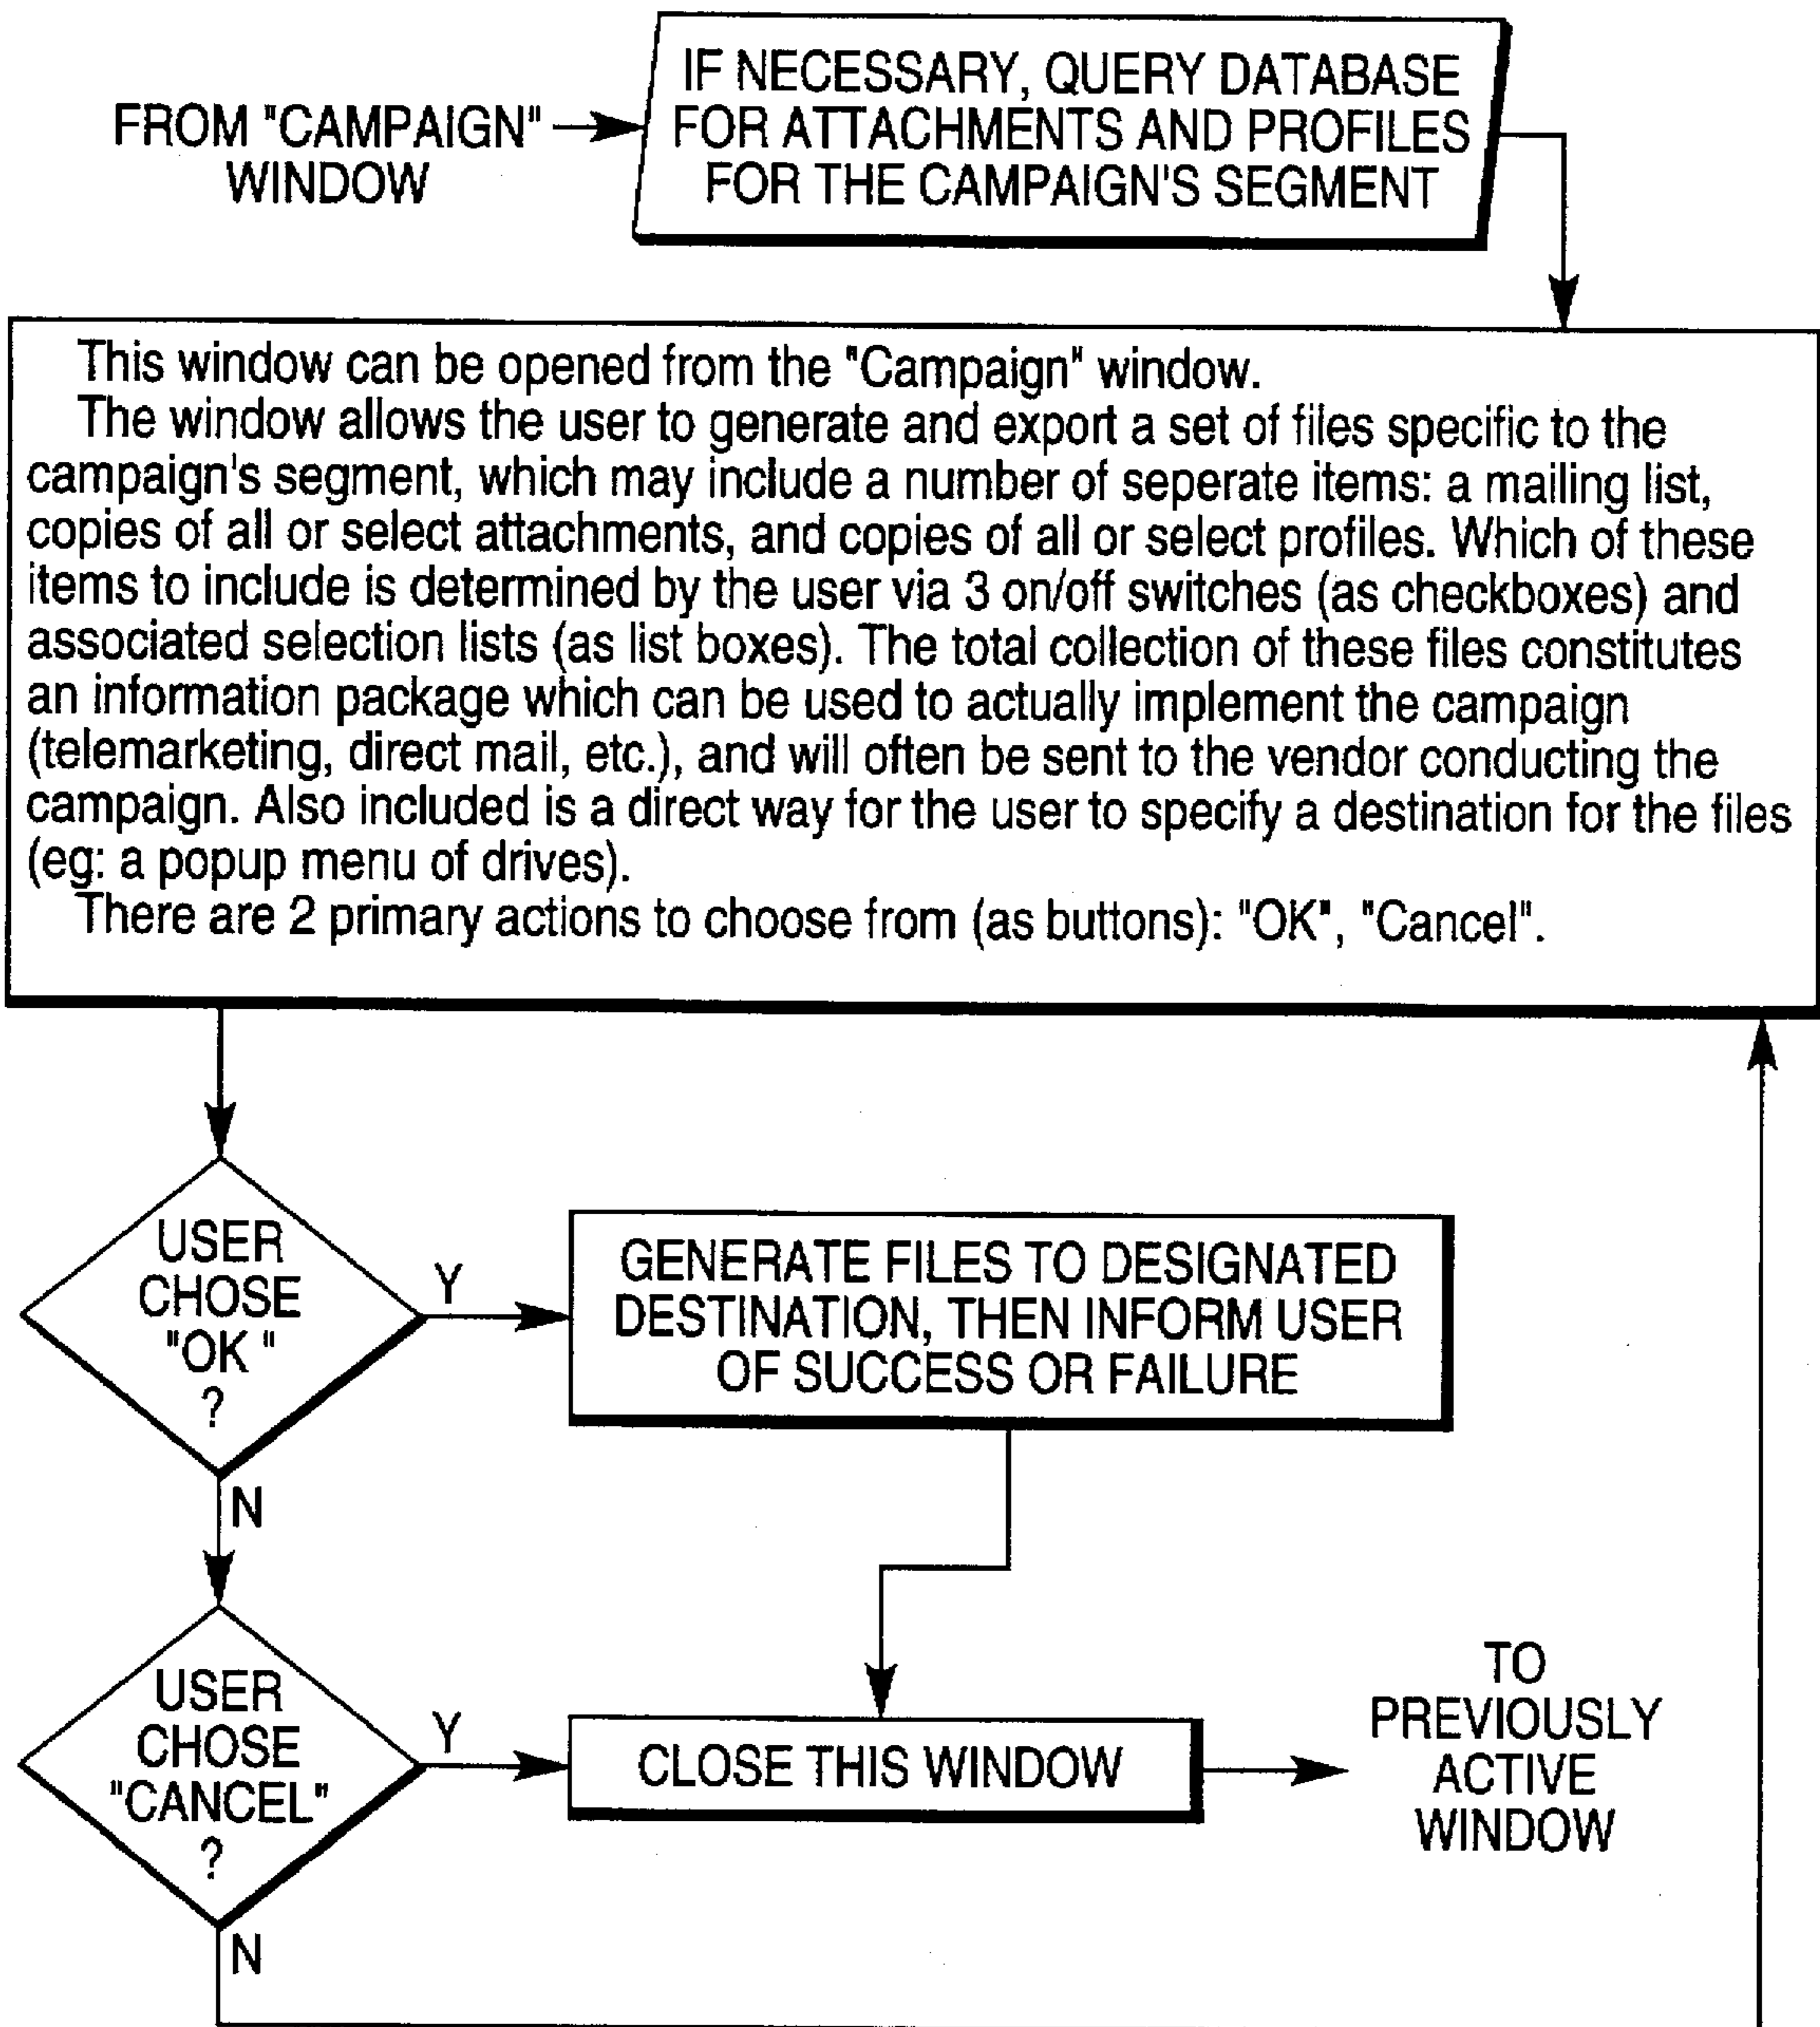 FROM "CAMPAIGN"
WINDOW
IF NECESSARY, QUERY DATABASE
FOR ATTACHMENTS AND PROFILES
FOR THE CAMPAIGN'S SEGMENT
This window can be opened from the "Campaign" window.
The window allows the user to generate and export a set of files specific to the
campaign's segment, which may include a number of seperate items: a mailing list,
copies of all or select attachments, and copies of all or select profiles. Which of these
items to include is determined by the user via 3 on/off switches (as checkboxes) and
associated selection lists (as list boxes). The total collection of these files constitutes
an information package which can be used to actually implement the campaign
(telemarketing, direct mail, etc.), and will often be sent to the vendor conducting the
campaign. Also included is a direct way for the user to specify a destination for the files
(eg: a popup menu of drives).
There are 2 primary actions to choose from (as buttons): "OK", "Cancel".
USER
CHOSE
"OK "
?
Y
GENERATE FILES TO DESIGNATED
DESTINATION, THEN INFORM USER
OF SUCCESS OR FAILURE
N
USER
CHOSE
"CANCEL"
?
Y
CLOSE THIS WINDOW
TO
PREVIOUSLY
ACTIVE
WINDOW
N